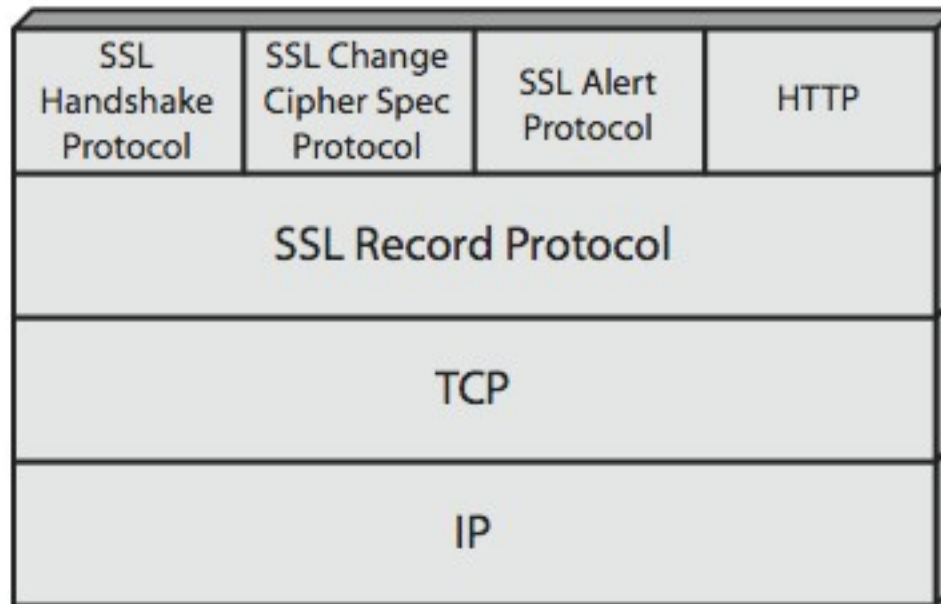 SSL
Handshake
Protocol
SSL Change
Cipher Spec
Protocol
SSL Alert
Protocol
HTTP
SSL Record Protocol
TCP
IP